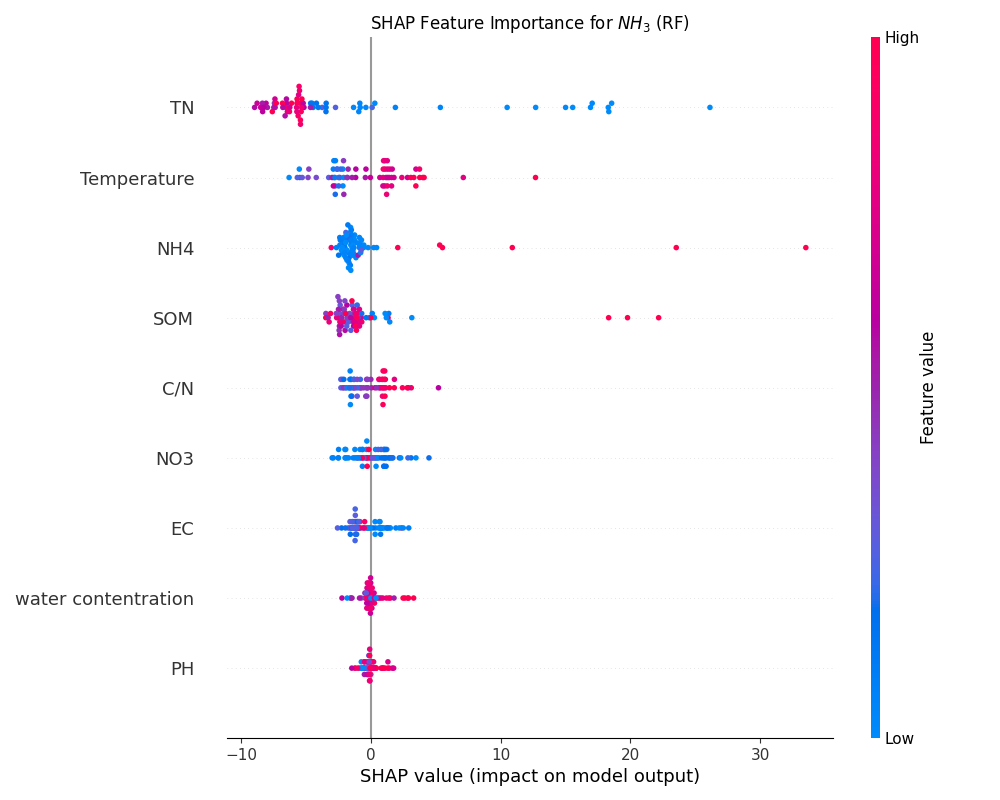 SHAP Feature Importance for NH₃ (RF)
High
TN
Temperature
NH4
SOM
C/N
NO3
EC
water contentration
PH
Feature value
Low
−10 0 10 20 30
SHAP value (impact on model output)